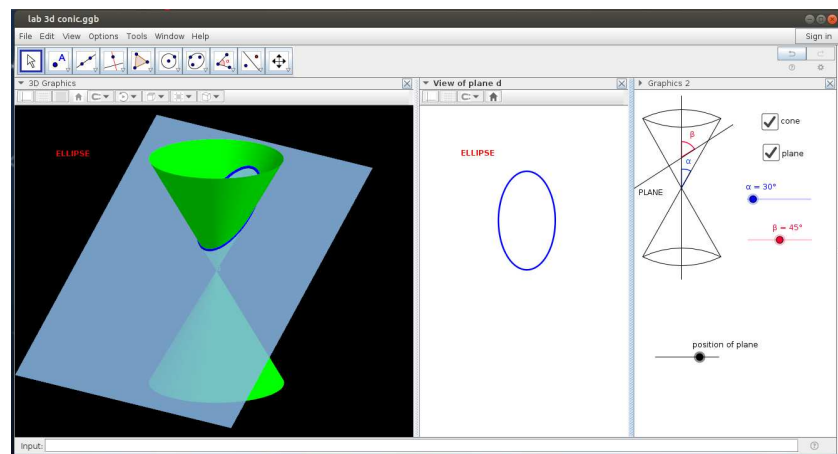 lab 3d conic.ggb
File Edit View Options Tools Window Help
Sign in
A
3D Graphics
View of plane d
Graphics 2
ELLIPSE
ELLIPSE
β
α
PLANE
cone
plane
α = 30°
β = 45°
position of plane
Input: